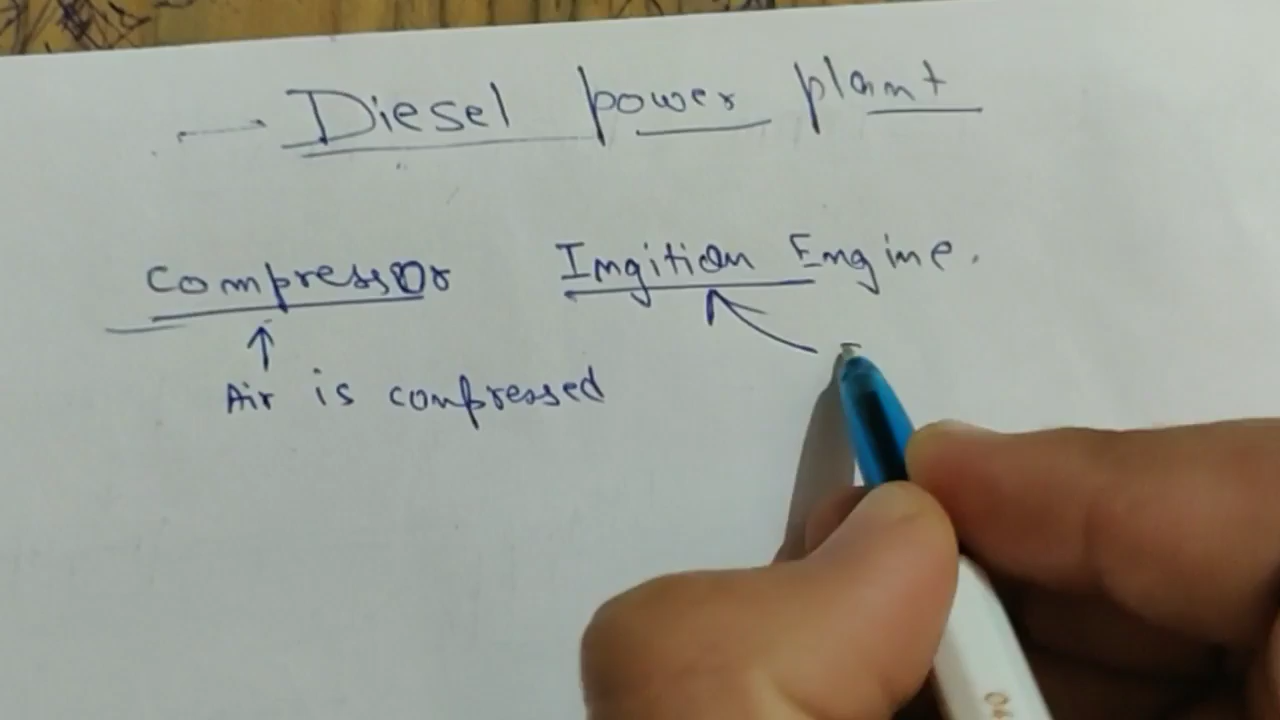 Diesel power plant
Compressor Imgition Engine.
Air is compressed